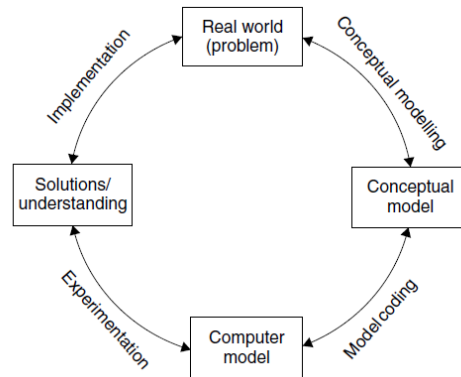 Real world
(problem)
Implementation
Conceptual modelling
Solutions/
understanding
Conceptual
model
Experimentation
Model coding
Computer
model